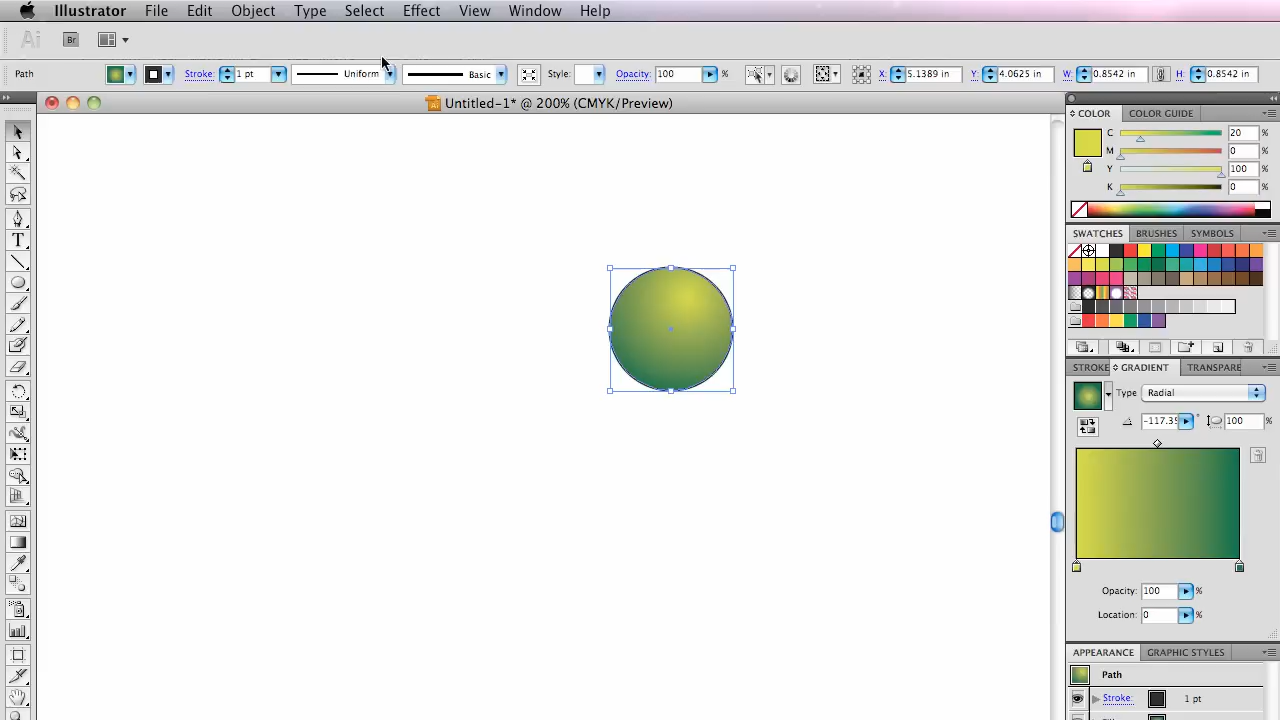 Illustrator File Edit Object Type Select Effect View Window Help
Ai Br
Path Stroke: 1 pt Uniform Basic Style: Opacity: 100 % X: 5.1389 in Y: 4.0625 in W: 0.8542 in H: 0.8542 in
Untitled-1* @ 200% (CMYK/Preview)
COLOR COLOR GUIDE
C 20 %
M 0 %
Y 100 %
K 0 %
SWATCHES BRUSHES SYMBOLS
STROKE GRADIENT TRANSPARE
Type Radial
-117.35 ° 100 %
Opacity: 100 %
Location: 0 %
APPEARANCE GRAPHIC STYLES
Path
Stroke: 1 pt